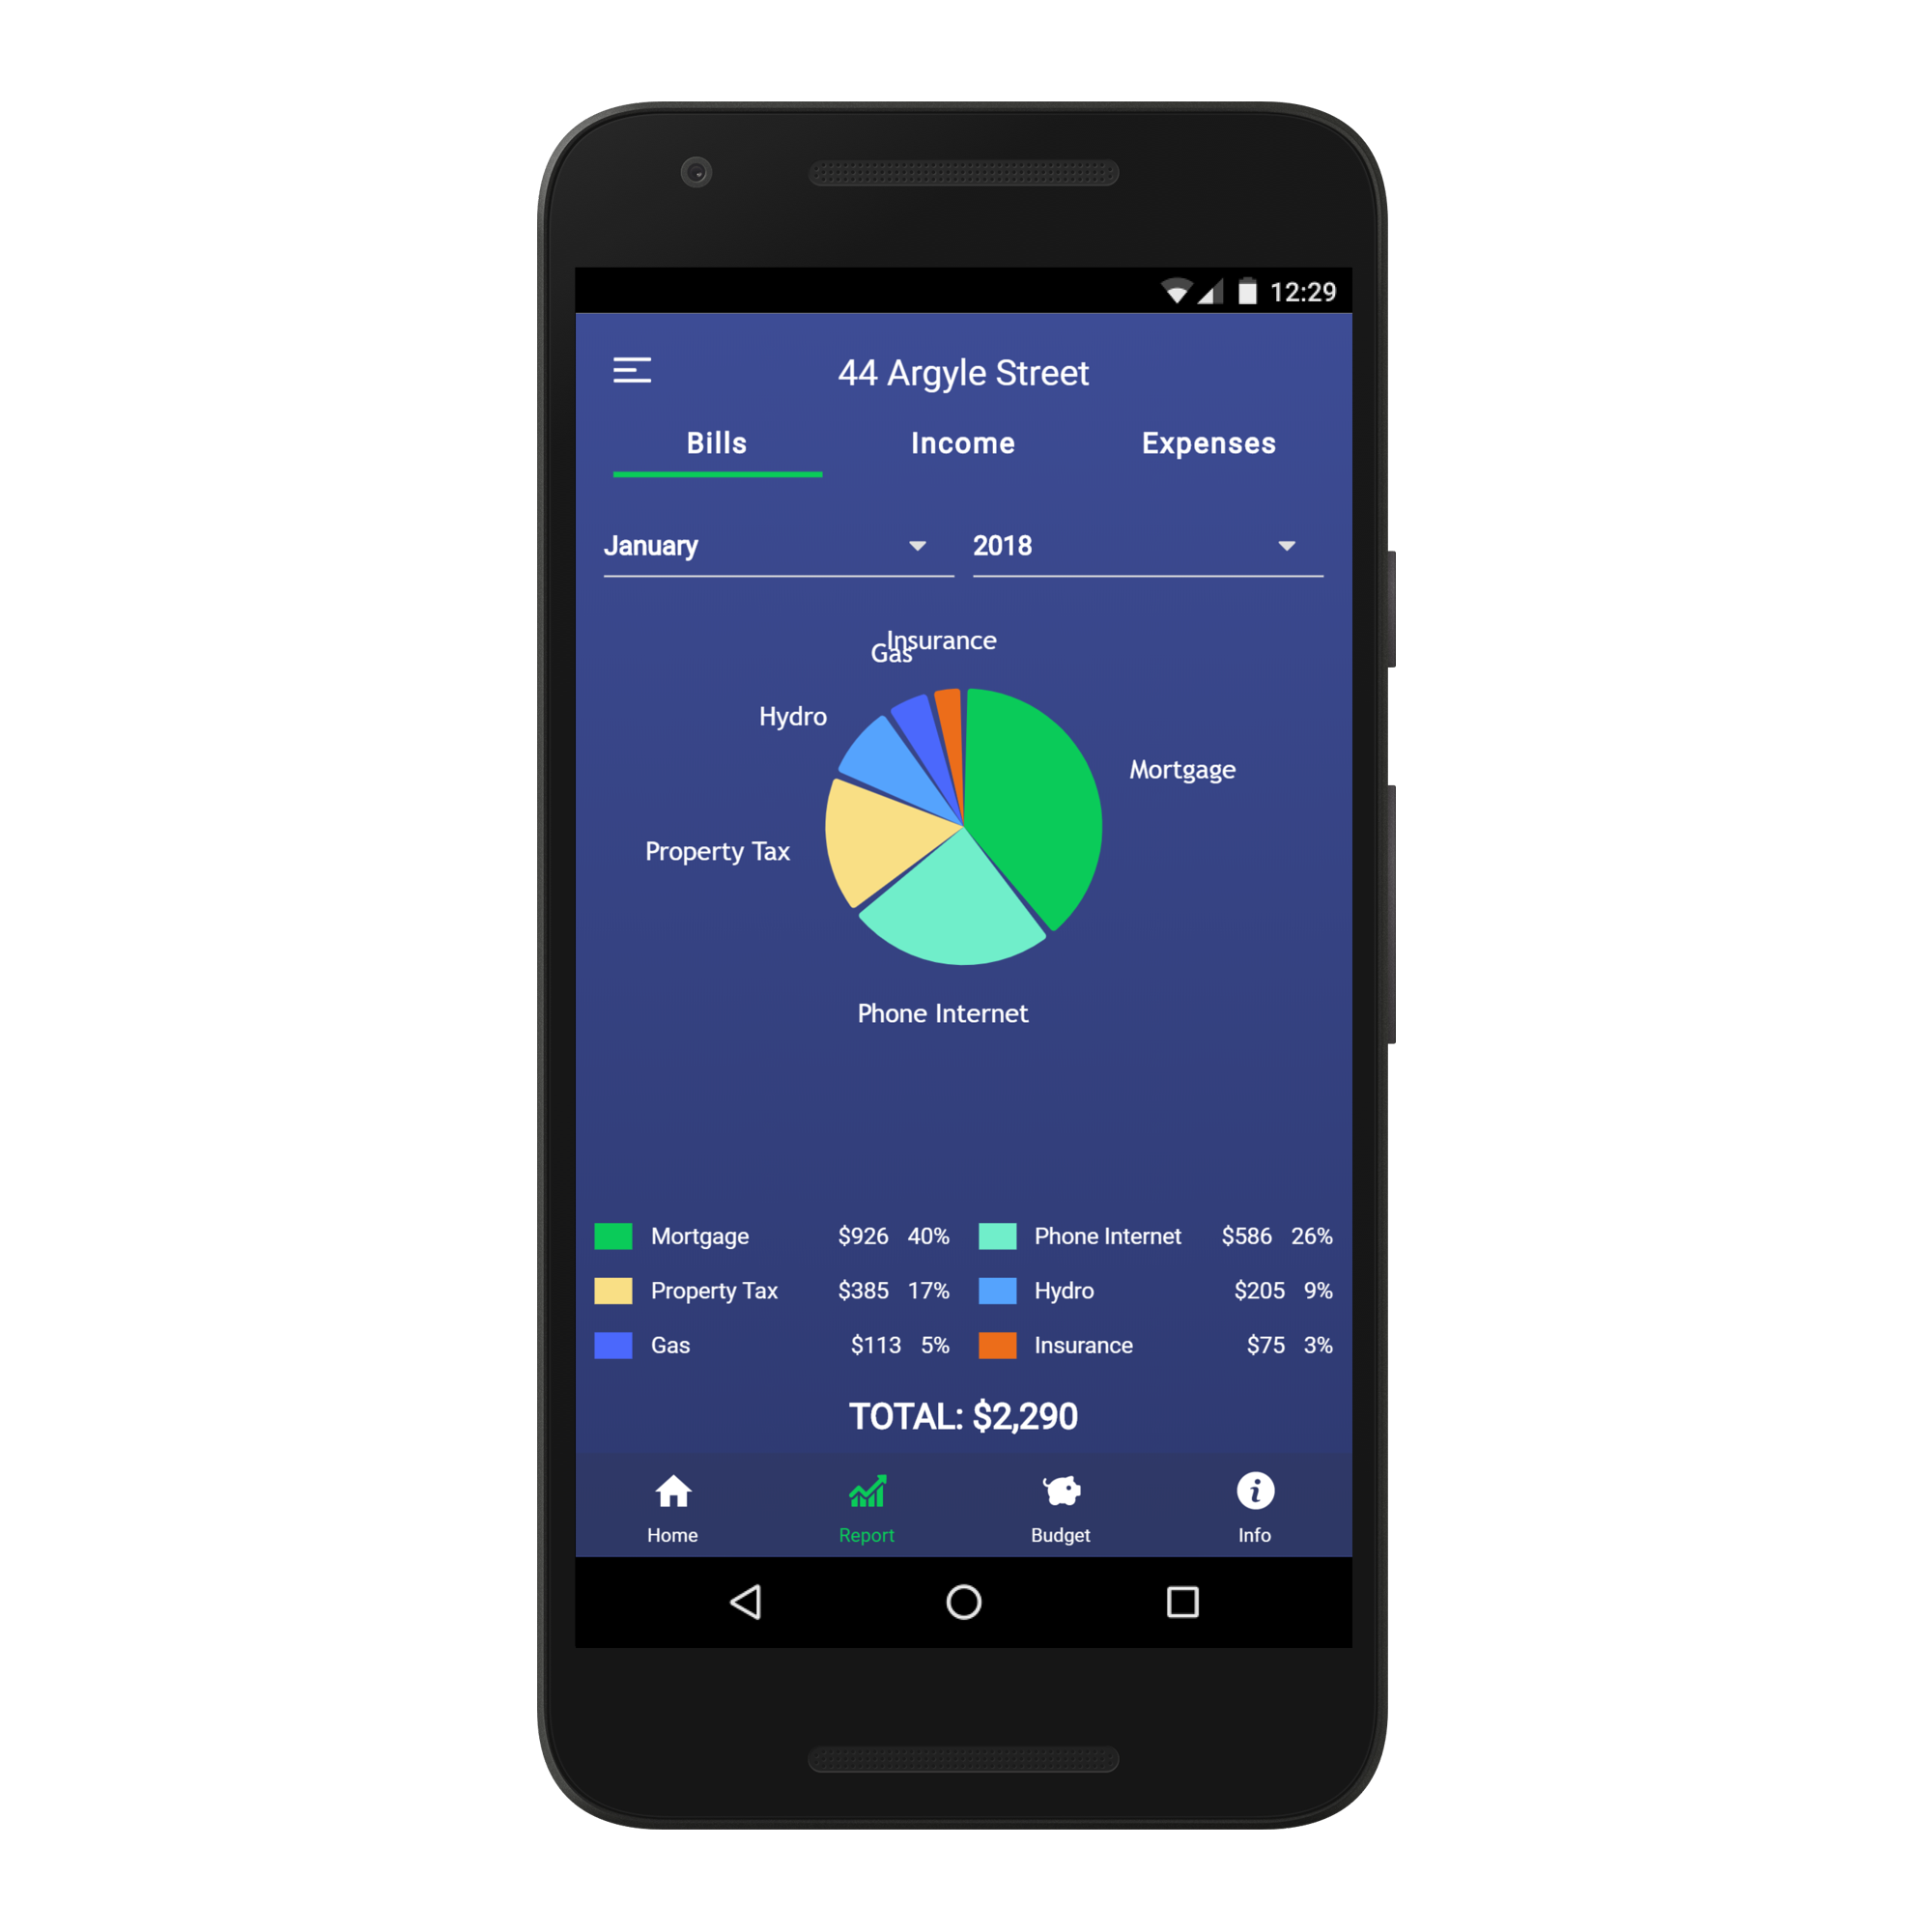 12:29
44 Argyle Street
Bills Income Expenses
January 2018
Insurance
Gas
Hydro
Mortgage
Property Tax
Phone Internet
Mortgage $926 40% Phone Internet $586 26%
Property Tax $385 17% Hydro $205 9%
Gas $113 5% Insurance $75 3%
TOTAL: $2,290
Home Report Budget Info